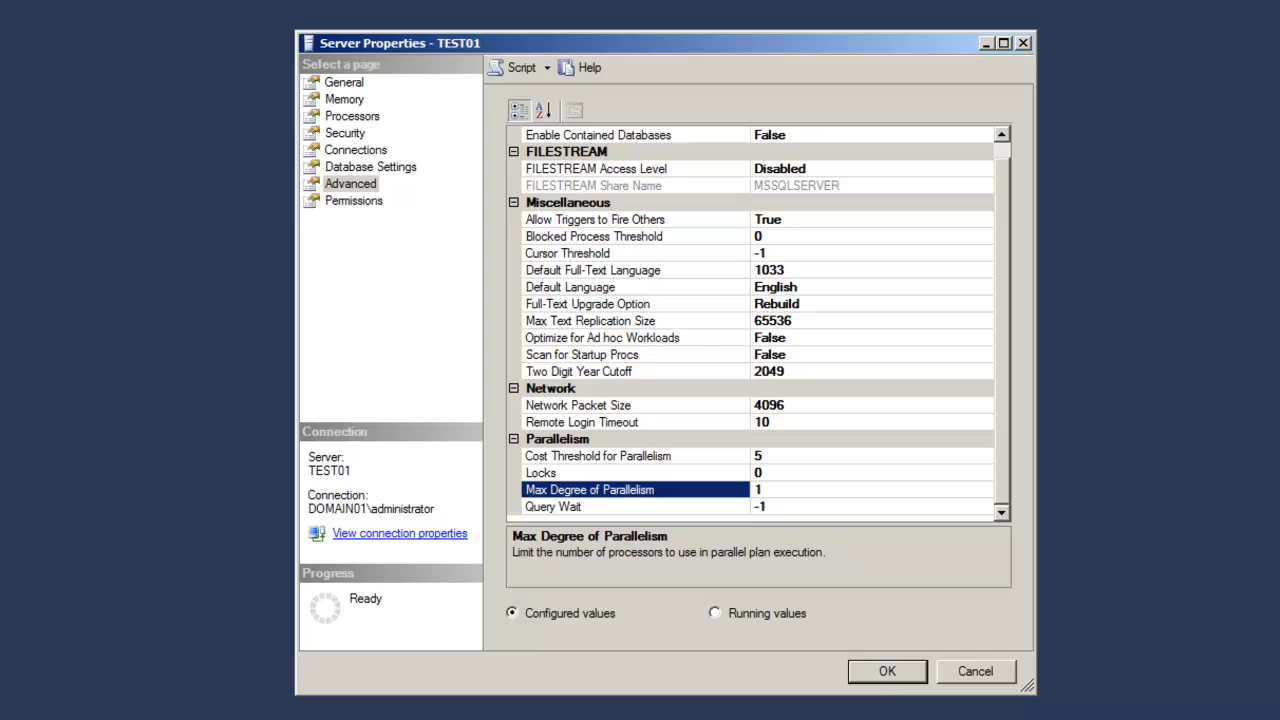 Server Properties - TEST01
Select a page
General
Memory
Processors
Security
Connections
Database Settings
Advanced
Permissions
Connection
Server:
TEST01
Connection:
DOMAIN01\administrator
View connection properties
Progress
Ready
Script Help
Enable Contained Databases False
FILESTREAM
FILESTREAM Access Level Disabled
FILESTREAM Share Name MSSQLSERVER
Miscellaneous
Allow Triggers to Fire Others True
Blocked Process Threshold 0
Cursor Threshold -1
Default Full-Text Language 1033
Default Language English
Full-Text Upgrade Option Rebuild
Max Text Replication Size 65536
Optimize for Ad hoc Workloads False
Scan for Startup Procs False
Two Digit Year Cutoff 2049
Network
Network Packet Size 4096
Remote Login Timeout 10
Parallelism
Cost Threshold for Parallelism 5
Locks 0
Max Degree of Parallelism 1
Query Wait -1
Max Degree of Parallelism
Limit the number of processors to use in parallel plan execution.
Configured values Running values
OK Cancel